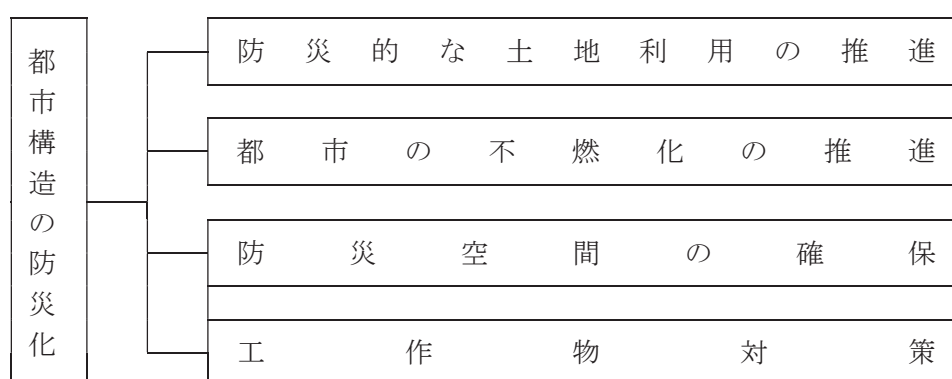 都市構造の防災化
防災的な土地利用の推進
都市の不燃化の推進
防災空間の確保
工作物対策